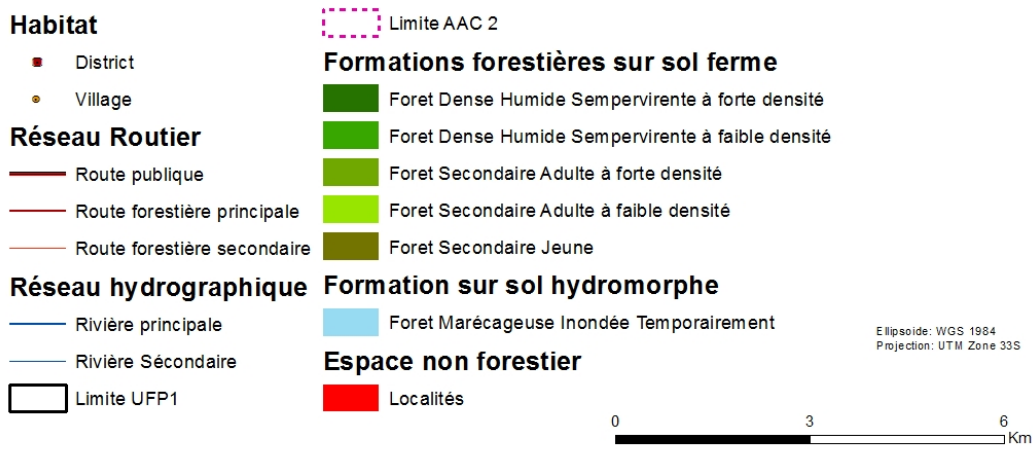 Habitat
District
Village
Réseau Routier
Route publique
Route forestière principale
Route forestière secondaire
Réseau hydrographique
Rivière principale
Rivière Sécondaire
Limite UFP1
Limite AAC 2
Formations forestières sur sol ferme
Foret Dense Humide Sempervirente à forte densité
Foret Dense Humide Sempervirente à faible densité
Foret Secondaire Adulte à forte densité
Foret Secondaire Adulte à faible densité
Foret Secondaire Jeune
Formation sur sol hydromorphe
Foret Marécageuse Inondée Temporairement
Espace non forestier
Localités
Ellipsoide: WGS 1984
Projection: UTM Zone 33S
0 3 6
Km